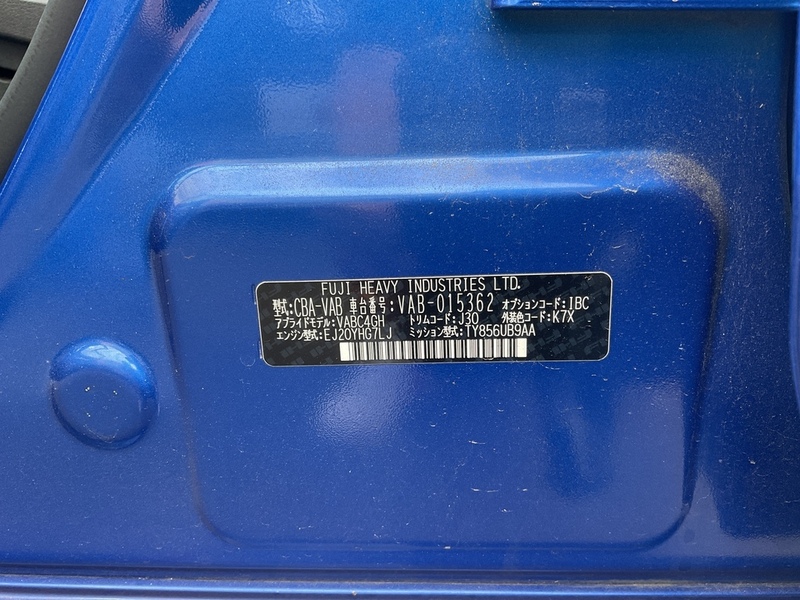 FUJI HEAVY INDUSTRIES LTD.
型式:CBA-VAB 車台番号:VAB-015362 オプションコード:1BC
アプライドモデル:VABC4GH トリムコード:J30 外装色コード:K7X
エンジン型式:EJ20YHG7LJ ミッション型式:TY856UB9AA